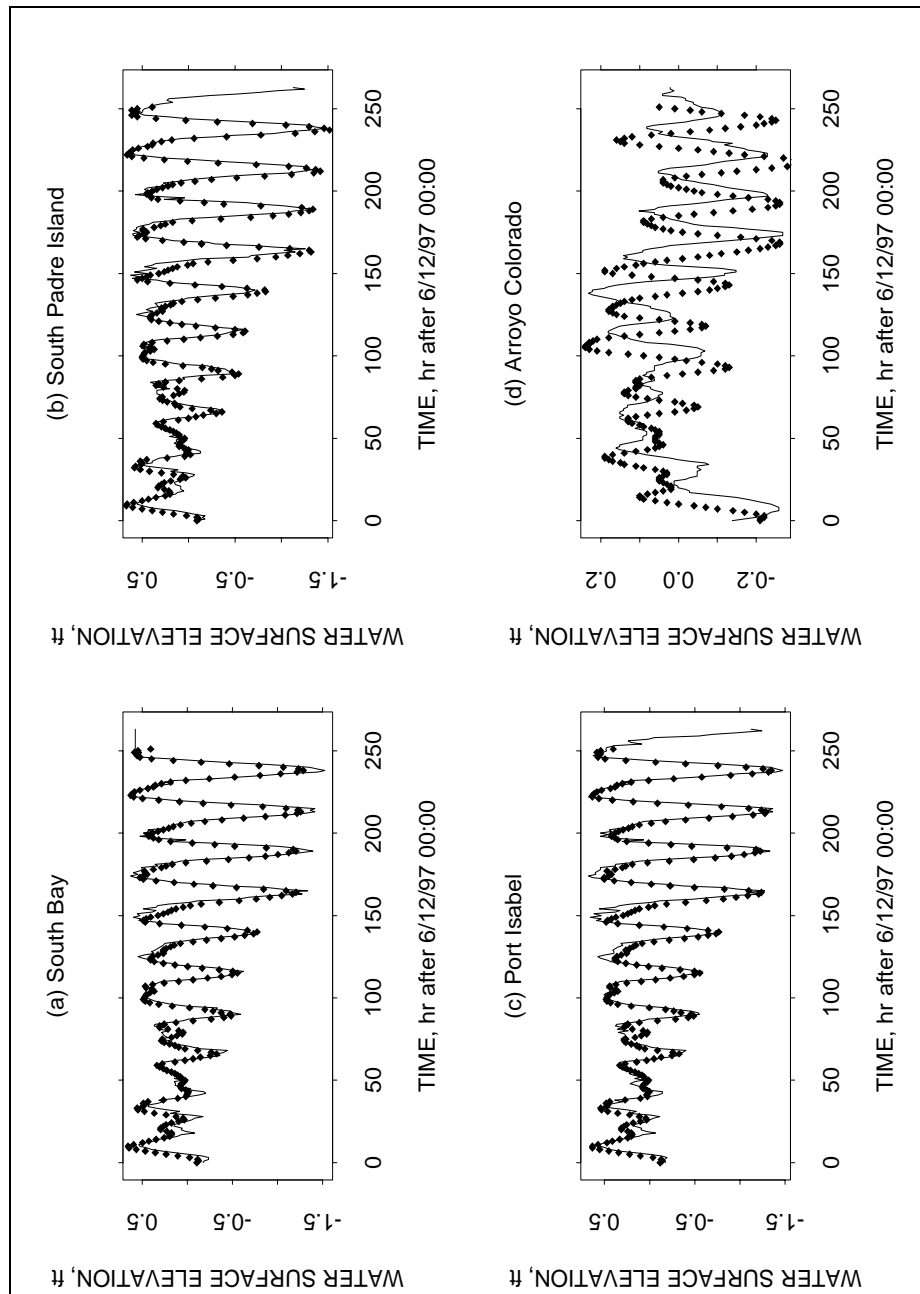 (a) South Bay
WATER SURFACE ELEVATION, ft
0.5
-0.5
-1.5
0 50 100 150 200 250
TIME, hr after 6/12/97 00:00
(b) South Padre Island
WATER SURFACE ELEVATION, ft
0.5
-0.5
-1.5
0 50 100 150 200 250
TIME, hr after 6/12/97 00:00
(c) Port Isabel
WATER SURFACE ELEVATION, ft
0.5
-0.5
-1.5
0 50 100 150 200 250
TIME, hr after 6/12/97 00:00
(d) Arroyo Colorado
WATER SURFACE ELEVATION, ft
0.2
0.0
-0.2
0 50 100 150 200 250
TIME, hr after 6/12/97 00:00